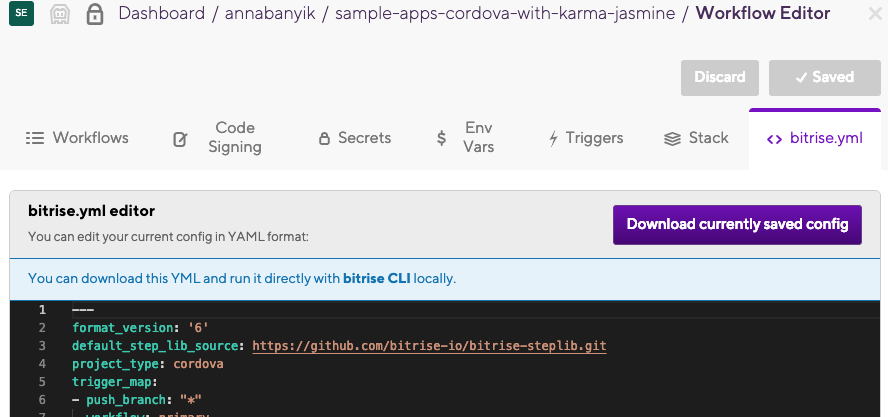 SE Dashboard / annabanyik / sample-apps-cordova-with-karma-jasmine / Workflow Editor
Discard Saved
Workflows Code Signing Secrets $ Env Vars Triggers Stack <> bitrise.yml
bitrise.yml editor
You can edit your current config in YAML format:
Download currently saved config
You can download this YML and run it directly with bitrise CLI locally.
1 ---
2 format_version: '6'
3 default_step_lib_source: https://github.com/bitrise-io/bitrise-steplib.git
4 project_type: cordova
5 trigger_map:
6 - push_branch: "*"
7 workflow: primary